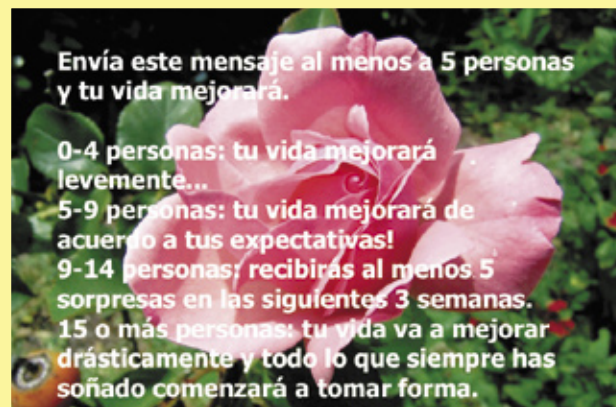 Envía este mensaje al menos a 5 personas
y tu vida mejorará.
0-4 personas: tu vida mejorará
levemente...
5-9 personas: tu vida mejorará de
acuerdo a tus expectativas!
9-14 personas: recibirás al menos 5
sorpresas en las siguientes 3 semanas.
15 o más personas: tu vida va a mejorar
drásticamente y todo lo que siempre has
soñado comenzará a tomar forma.